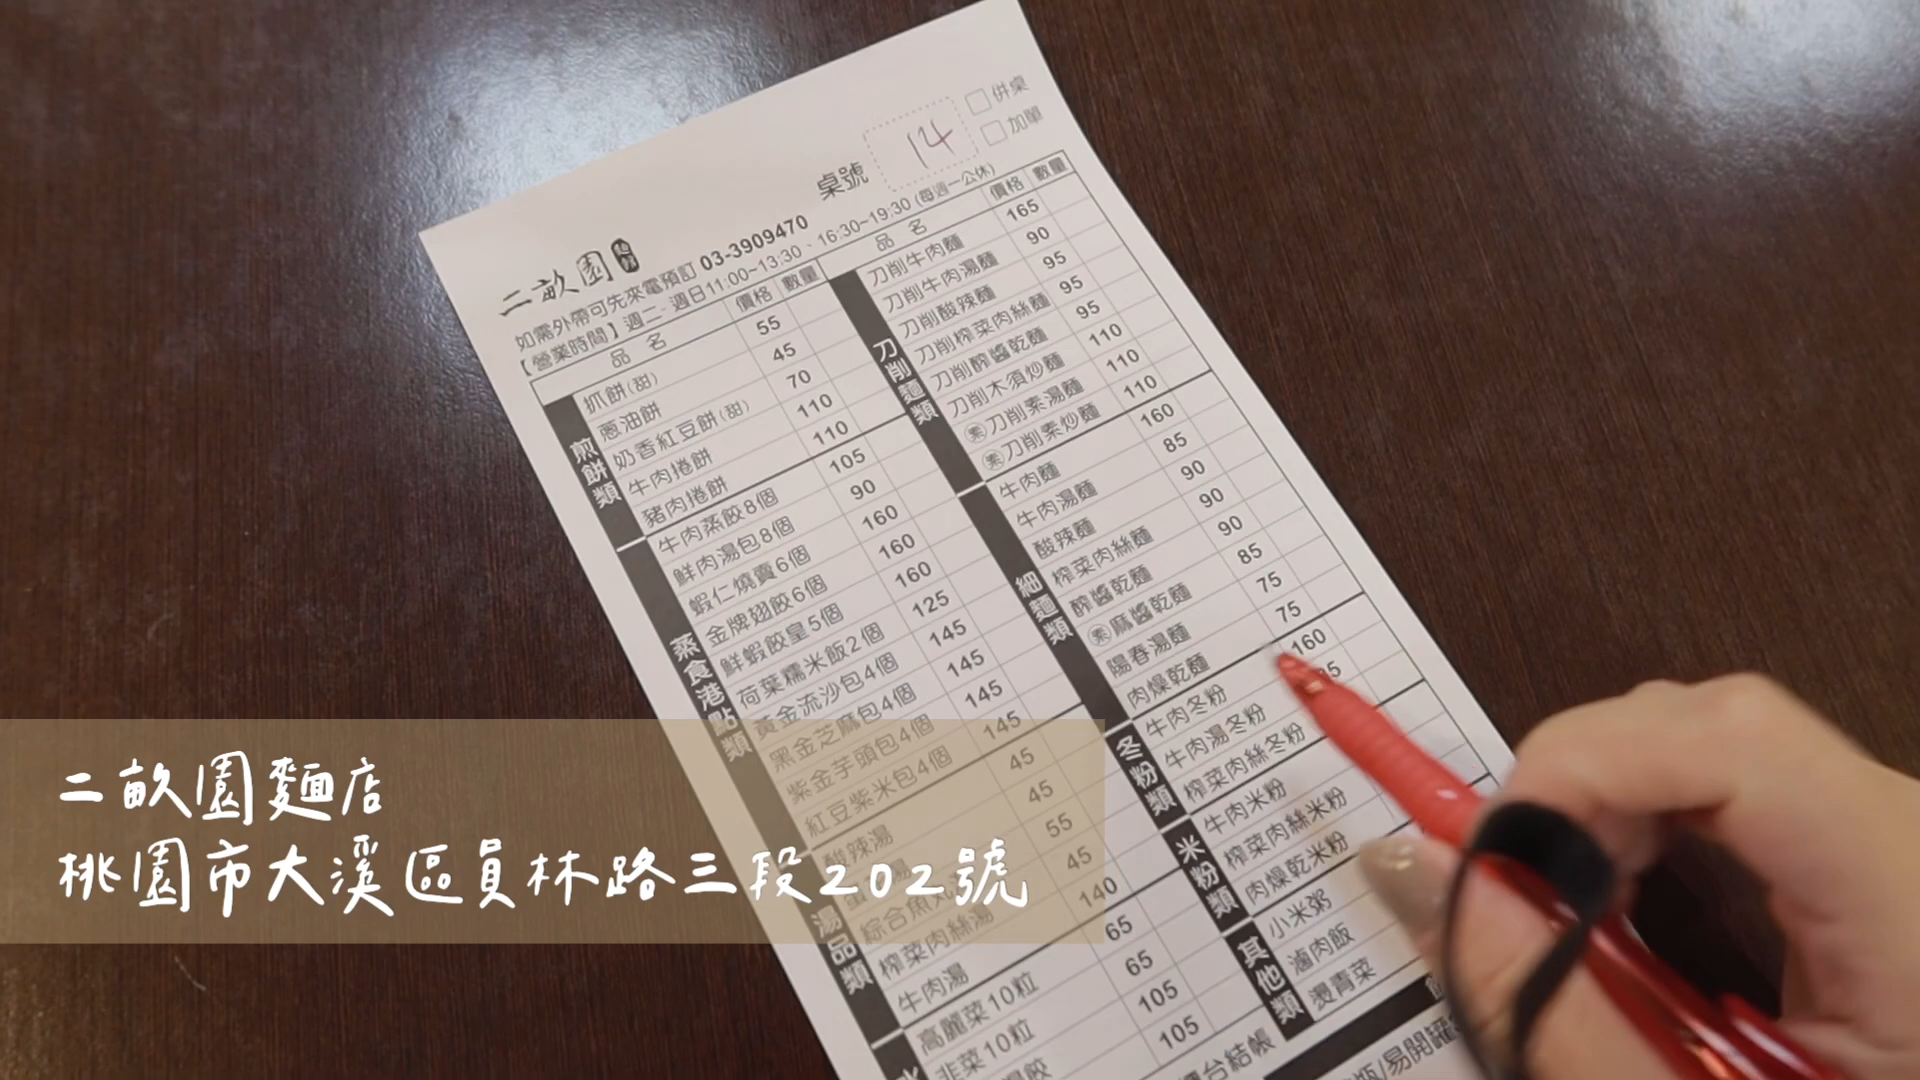 二畝園
桌號 14
併桌
加單
如需外帶可先來電預訂 03-3909470
【營業時間】週二-週日11:00~13:30、16:30~19:30 (每週一公休)
品名 價格 數量
煎餅類
抓餅(甜) 55
蔥油餅 45
奶香紅豆餅(甜) 70
牛肉捲餅 110
豬肉捲餅 110
蒸食港點類
牛肉蒸餃8個 105
鮮肉湯包8個 90
蝦仁燒賣6個 160
金牌翅餃6個 160
鮮蝦餃皇5個 160
荷葉糯米飯2個 125
黃金流沙包4個 145
黑金芝麻包4個 145
紫金芋頭包4個 145
紅豆紫米包4個 145
湯品類
酸辣湯 45
45
綜合魚丸 55
榨菜肉絲湯 45
牛肉湯 140
高麗菜10粒 65
韭菜10粒 65
105
105
品名 價格 數量
刀削麵類
刀削牛肉麵 165
刀削牛肉湯麵 90
刀削酸辣麵 95
刀削榨菜肉絲麵 95
刀削醡醬乾麵 95
刀削木須炒麵 110
素刀削素湯麵 110
素刀削素炒麵 110
細麵類
牛肉麵 160
牛肉湯麵 85
酸辣麵 90
榨菜肉絲麵 90
醡醬乾麵 90
素麻醬乾麵 85
陽春湯麵 75
肉燥乾麵 75
冬粉類
牛肉冬粉 160
牛肉湯冬粉
榨菜肉絲冬粉
米粉類
牛肉米粉
榨菜肉絲米粉
肉燥乾米粉
其他類
小米粥
滷肉飯
燙青菜
櫃台結帳
瓶/易開罐
二畝園麵店
桃園市大溪區員林路三段202號